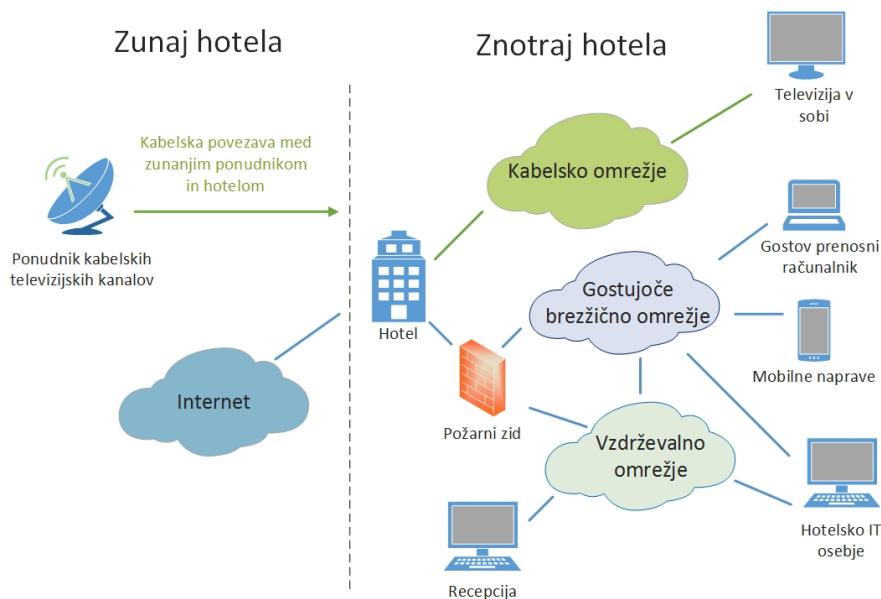 Zunaj hotela
Znotraj hotela
Kabelska povezava med
zunanjim ponudnikom
in hotelom
Ponudnik kabelskih
televizijskih kanalov
Internet
Hotel
Požarni zid
Kabelsko omrežje
Gostujoče
brezžično omrežje
Vzdrževalno
omrežje
Televizija v
sobi
Gostov prenosni
računalnik
Mobilne naprave
Hotelsko IT
osebje
Recepcija